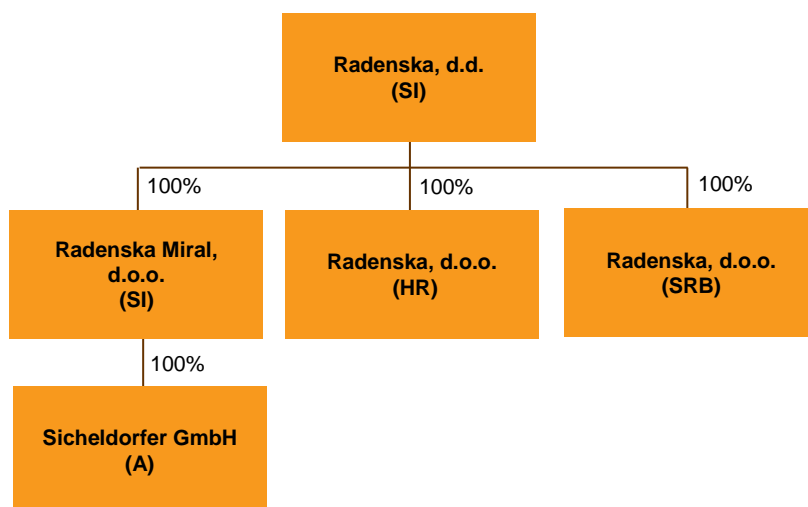 Radenska, d.d.
(SI)
100%
100%
100%
Radenska Miral,
d.o.o.
(SI)
Radenska, d.o.o.
(HR)
Radenska, d.o.o.
(SRB)
100%
Sicheldorfer GmbH
(A)